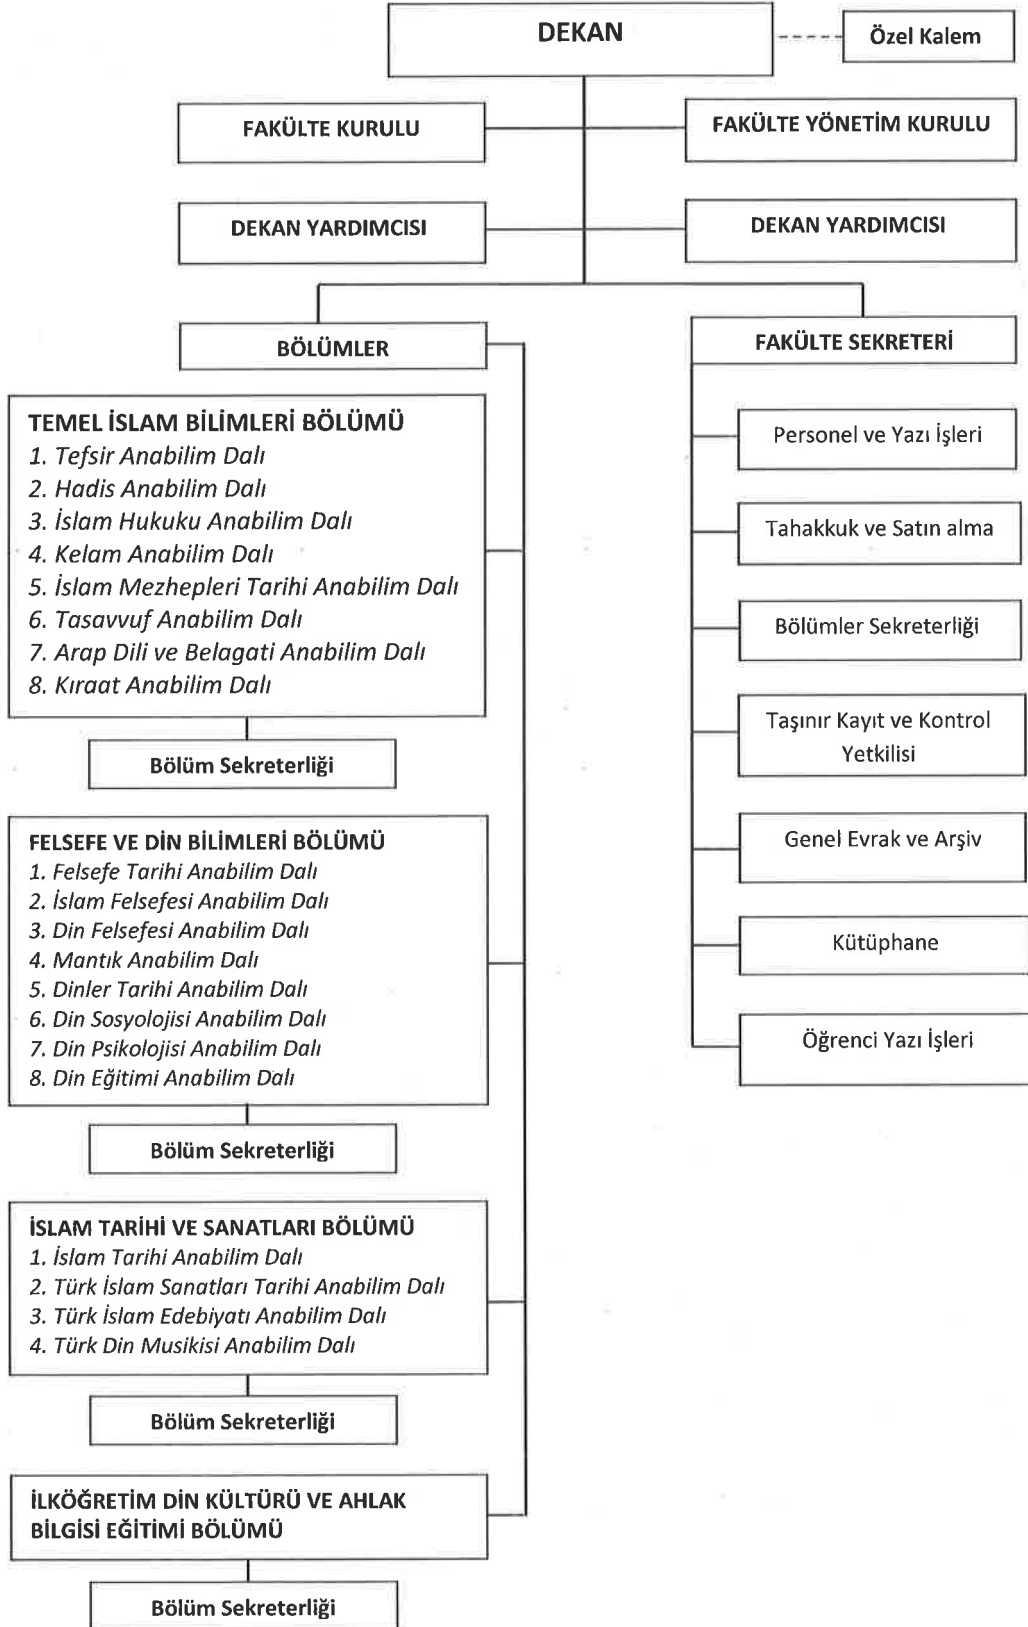 DEKAN
Özel Kalem
FAKÜLTE KURULU
FAKÜLTE YÖNETİM KURULU
DEKAN YARDIMCISI
DEKAN YARDIMCISI
BÖLÜMLER
FAKÜLTE SEKRETERİ
TEMEL İSLAM BİLİMLERİ BÖLÜMÜ
1. Tefsir Anabilim Dalı
2. Hadis Anabilim Dalı
3. İslam Hukuku Anabilim Dalı
4. Kelam Anabilim Dalı
5. İslam Mezhepleri Tarihi Anabilim Dalı
6. Tasavvuf Anabilim Dalı
7. Arap Dili ve Belagati Anabilim Dalı
8. Kıraat Anabilim Dalı
Bölüm Sekreterliği
FELSEFE VE DİN BİLİMLERİ BÖLÜMÜ
1. Felsefe Tarihi Anabilim Dalı
2. İslam Felsefesi Anabilim Dalı
3. Din Felsefesi Anabilim Dalı
4. Mantık Anabilim Dalı
5. Dinler Tarihi Anabilim Dalı
6. Din Sosyolojisi Anabilim Dalı
7. Din Psikolojisi Anabilim Dalı
8. Din Eğitimi Anabilim Dalı
Bölüm Sekreterliği
İSLAM TARİHİ VE SANATLARI BÖLÜMÜ
1. İslam Tarihi Anabilim Dalı
2. Türk İslam Sanatları Tarihi Anabilim Dalı
3. Türk İslam Edebiyatı Anabilim Dalı
4. Türk Din Musikisi Anabilim Dalı
Bölüm Sekreterliği
İLKÖĞRETİM DİN KÜLTÜRÜ VE AHLAK
BİLGİSİ EĞİTİMİ BÖLÜMÜ
Bölüm Sekreterliği
Personel ve Yazı İşleri
Tahakkuk ve Satın alma
Bölümler Sekreterliği
Taşınır Kayıt ve Kontrol
Yetkilisi
Genel Evrak ve Arşiv
Kütüphane
Öğrenci Yazı İşleri